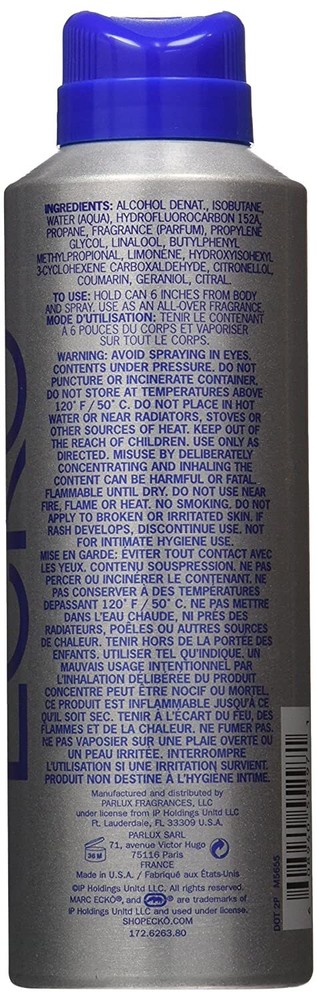 INGREDIENTS: ALCOHOL DENAT., ISOBUTANE,
WATER (AQUA), HYDROFLUOROCARBON 152A,
PROPANE, FRAGRANCE (PARFUM), PROPYLENE
GLYCOL, LINALOOL, BUTYLPHENYL
METHYLPROPIONAL, LIMONENE, HYDROXYISOHEXYL
3-CYCLOHEXENE CARBOXALDEHYDE, CITRONELLOL,
COUMARIN, GERANIOL, CITRAL.
TO USE: HOLD CAN 6 INCHES FROM BODY
AND SPRAY. USE AS AN ALL-OVER FRAGRANCE.
MODE D'UTILISATION: TENIR LE CONTENANT
À 6 POUCES DU CORPS ET VAPORISER
SUR TOUT LE CORPS.
WARNING: AVOID SPRAYING IN EYES.
CONTENTS UNDER PRESSURE. DO NOT
PUNCTURE OR INCINERATE CONTAINER.
DO NOT STORE AT TEMPERATURES ABOVE
120˚F / 50˚C. DO NOT PLACE IN HOT
WATER OR NEAR RADIATORS, STOVES OR
OTHER SOURCES OF HEAT. KEEP OUT OF
THE REACH OF CHILDREN. USE ONLY AS
DIRECTED. MISUSE BY DELIBERATELY
CONCENTRATING AND INHALING THE
CONTENT CAN BE HARMFUL OR FATAL.
FLAMMABLE UNTIL DRY. DO NOT USE NEAR
FIRE, FLAME OR HEAT. NO SMOKING. DO NOT
APPLY TO BROKEN OR IRRITATED SKIN. IF
RASH DEVELOPS, DISCONTINUE USE. NOT
FOR INTIMATE HYGIENE USE.
MISE EN GARDE: ÉVITER TOUT CONTACT AVEC
LES YEUX. CONTENU SOUSPRESSION. NE PAS
PERCER OU INCINÉRER LE CONTENANT. NE
PAS CONSERVER À DES TEMPÉRATURES
DEPASSANT 120˚F / 50˚C. NE PAS METTRE
DANS L'EAU CHAUDE, NI PRÈS DES
RADIATEURS, POÊLES OU AUTRES SOURCES
DE CHALEUR. TENIR HORS DE LA PORTÉE DES
ENFANTS. UTILISER TEL QU'INDIQUE. UN
MAUVAIS USAGE INTENTIONNEL PAR
L'INHALATION DÉLIBERÉE DU PRODUIT
CONCENTRE PEUT ÊTRE NOCIF OU MORTEL.
CE PRODUIT EST INFLAMMABLE JUSQU'À CE
QU'IL SOIT SEC. TENIR À L'ÉCART DU FEU, DES
FLAMMES ET DE LA CHALEUR. NE FUMER PAS.
NE PAS VAPORISER SUR UNE PLAIE OVERTE OU
UN PEAU IRRITÉE. INTERROMPRE
L'UTILISATION SI UNE IRRITATION SURVIENT.
PRODUIT NON DESTINE À L'HYGIÈNE INTIME.
Manufactured and distributed by
PARLUX FRAGRANCES, LLC
under license from IP Holdings Unltd LLC
Ft. Lauderdale, FL 33309 U.S.A.
PARLUX SARL
71, avenue Victor Hugo
75116 Paris
FRANCE
36 M
Made in U.S.A. / Fabriqué aux États-Unis
©IP Holdings Unltd LLC. All rights reserved.
MARC ECKO®, and ® are trademarks of
IP Holdings Unltd LLC and used under license.
SHOPECKO.COM
172.6263.80
DOT 2P M5655